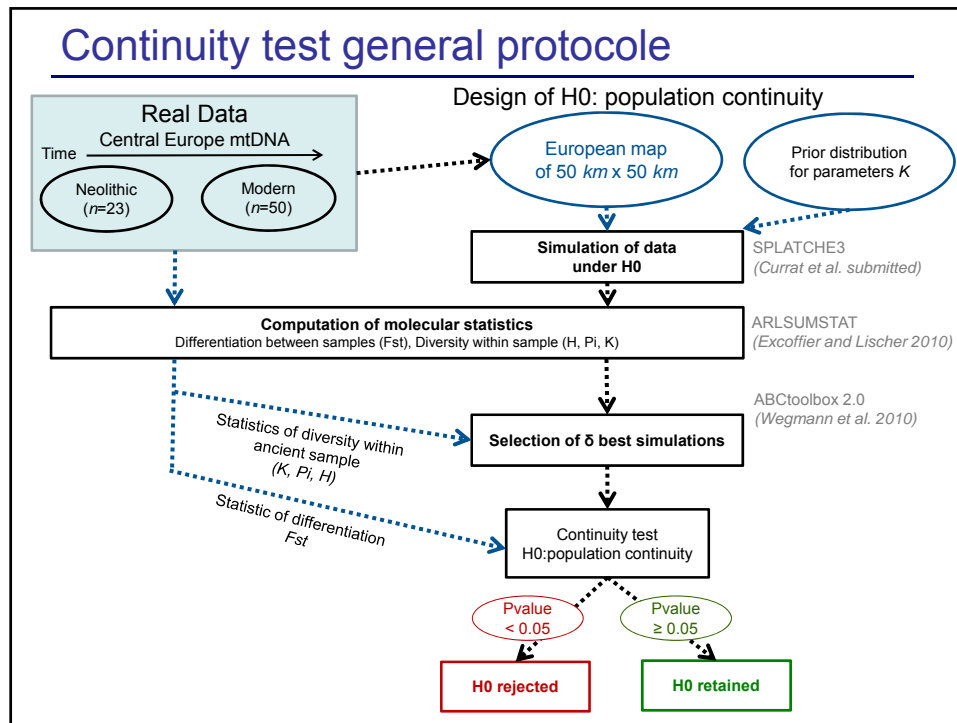 Continuity test general protocole
Real Data
Central Europe mtDNA
Time
Neolithic
(n=23)
Modern
(n=50)
Design of H0: population continuity
European map
of 50 km x 50 km
Prior distribution
for parameters K
Simulation of data
under H0
SPLATCHE3
(Currat et al. submitted)
Computation of molecular statistics
Differentiation between samples (Fst), Diversity within sample (H, Pi, K)
ARLSUMSTAT
(Excoffier and Lischer 2010)
ABCtoolbox 2.0
(Wegmann et al. 2010)
Statistics of diversity within
ancient sample
(K, Pi, H)
Selection of δ best simulations
Statistic of differentiation
Fst
Continuity test
H0:population continuity
Pvalue
< 0.05
Pvalue
≥ 0.05
H0 rejected
H0 retained